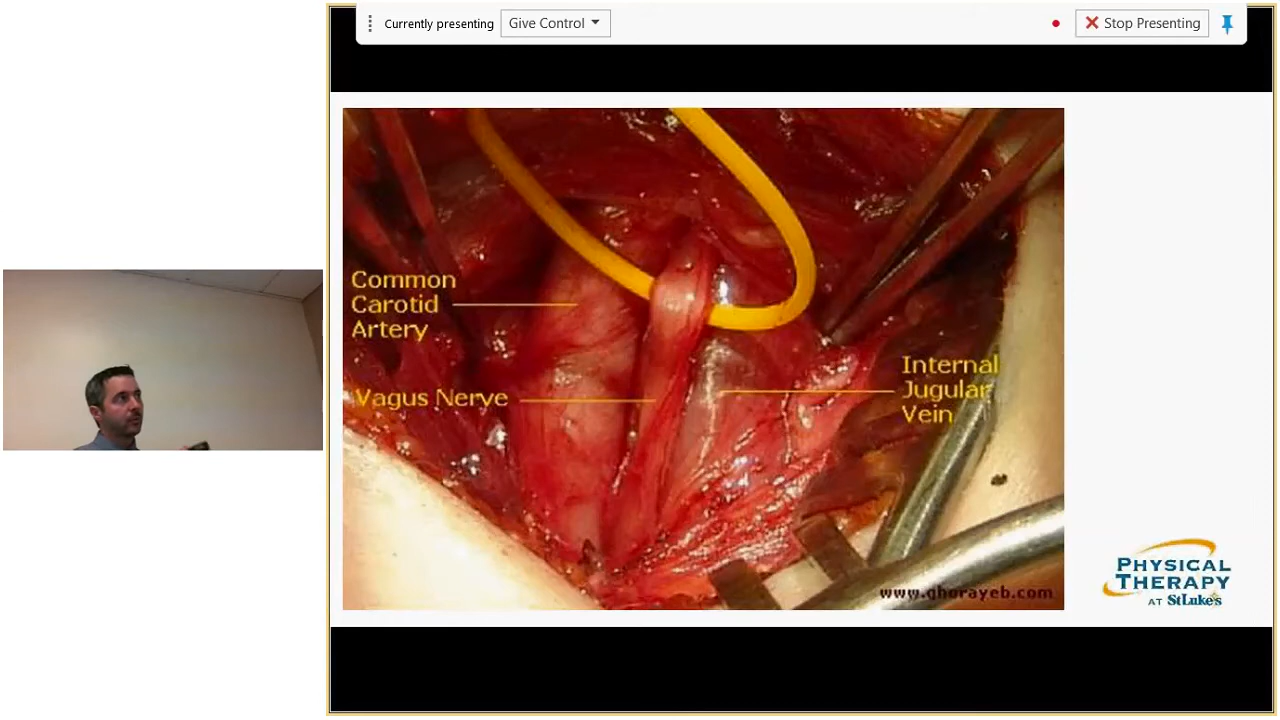 Currently presenting
Give Control
Stop Presenting
Common
Carotid
Artery
Vagus Nerve
Internal
Jugular
Vein
www.ghorayeb.com
PHYSICAL
THERAPY
AT St Luke's